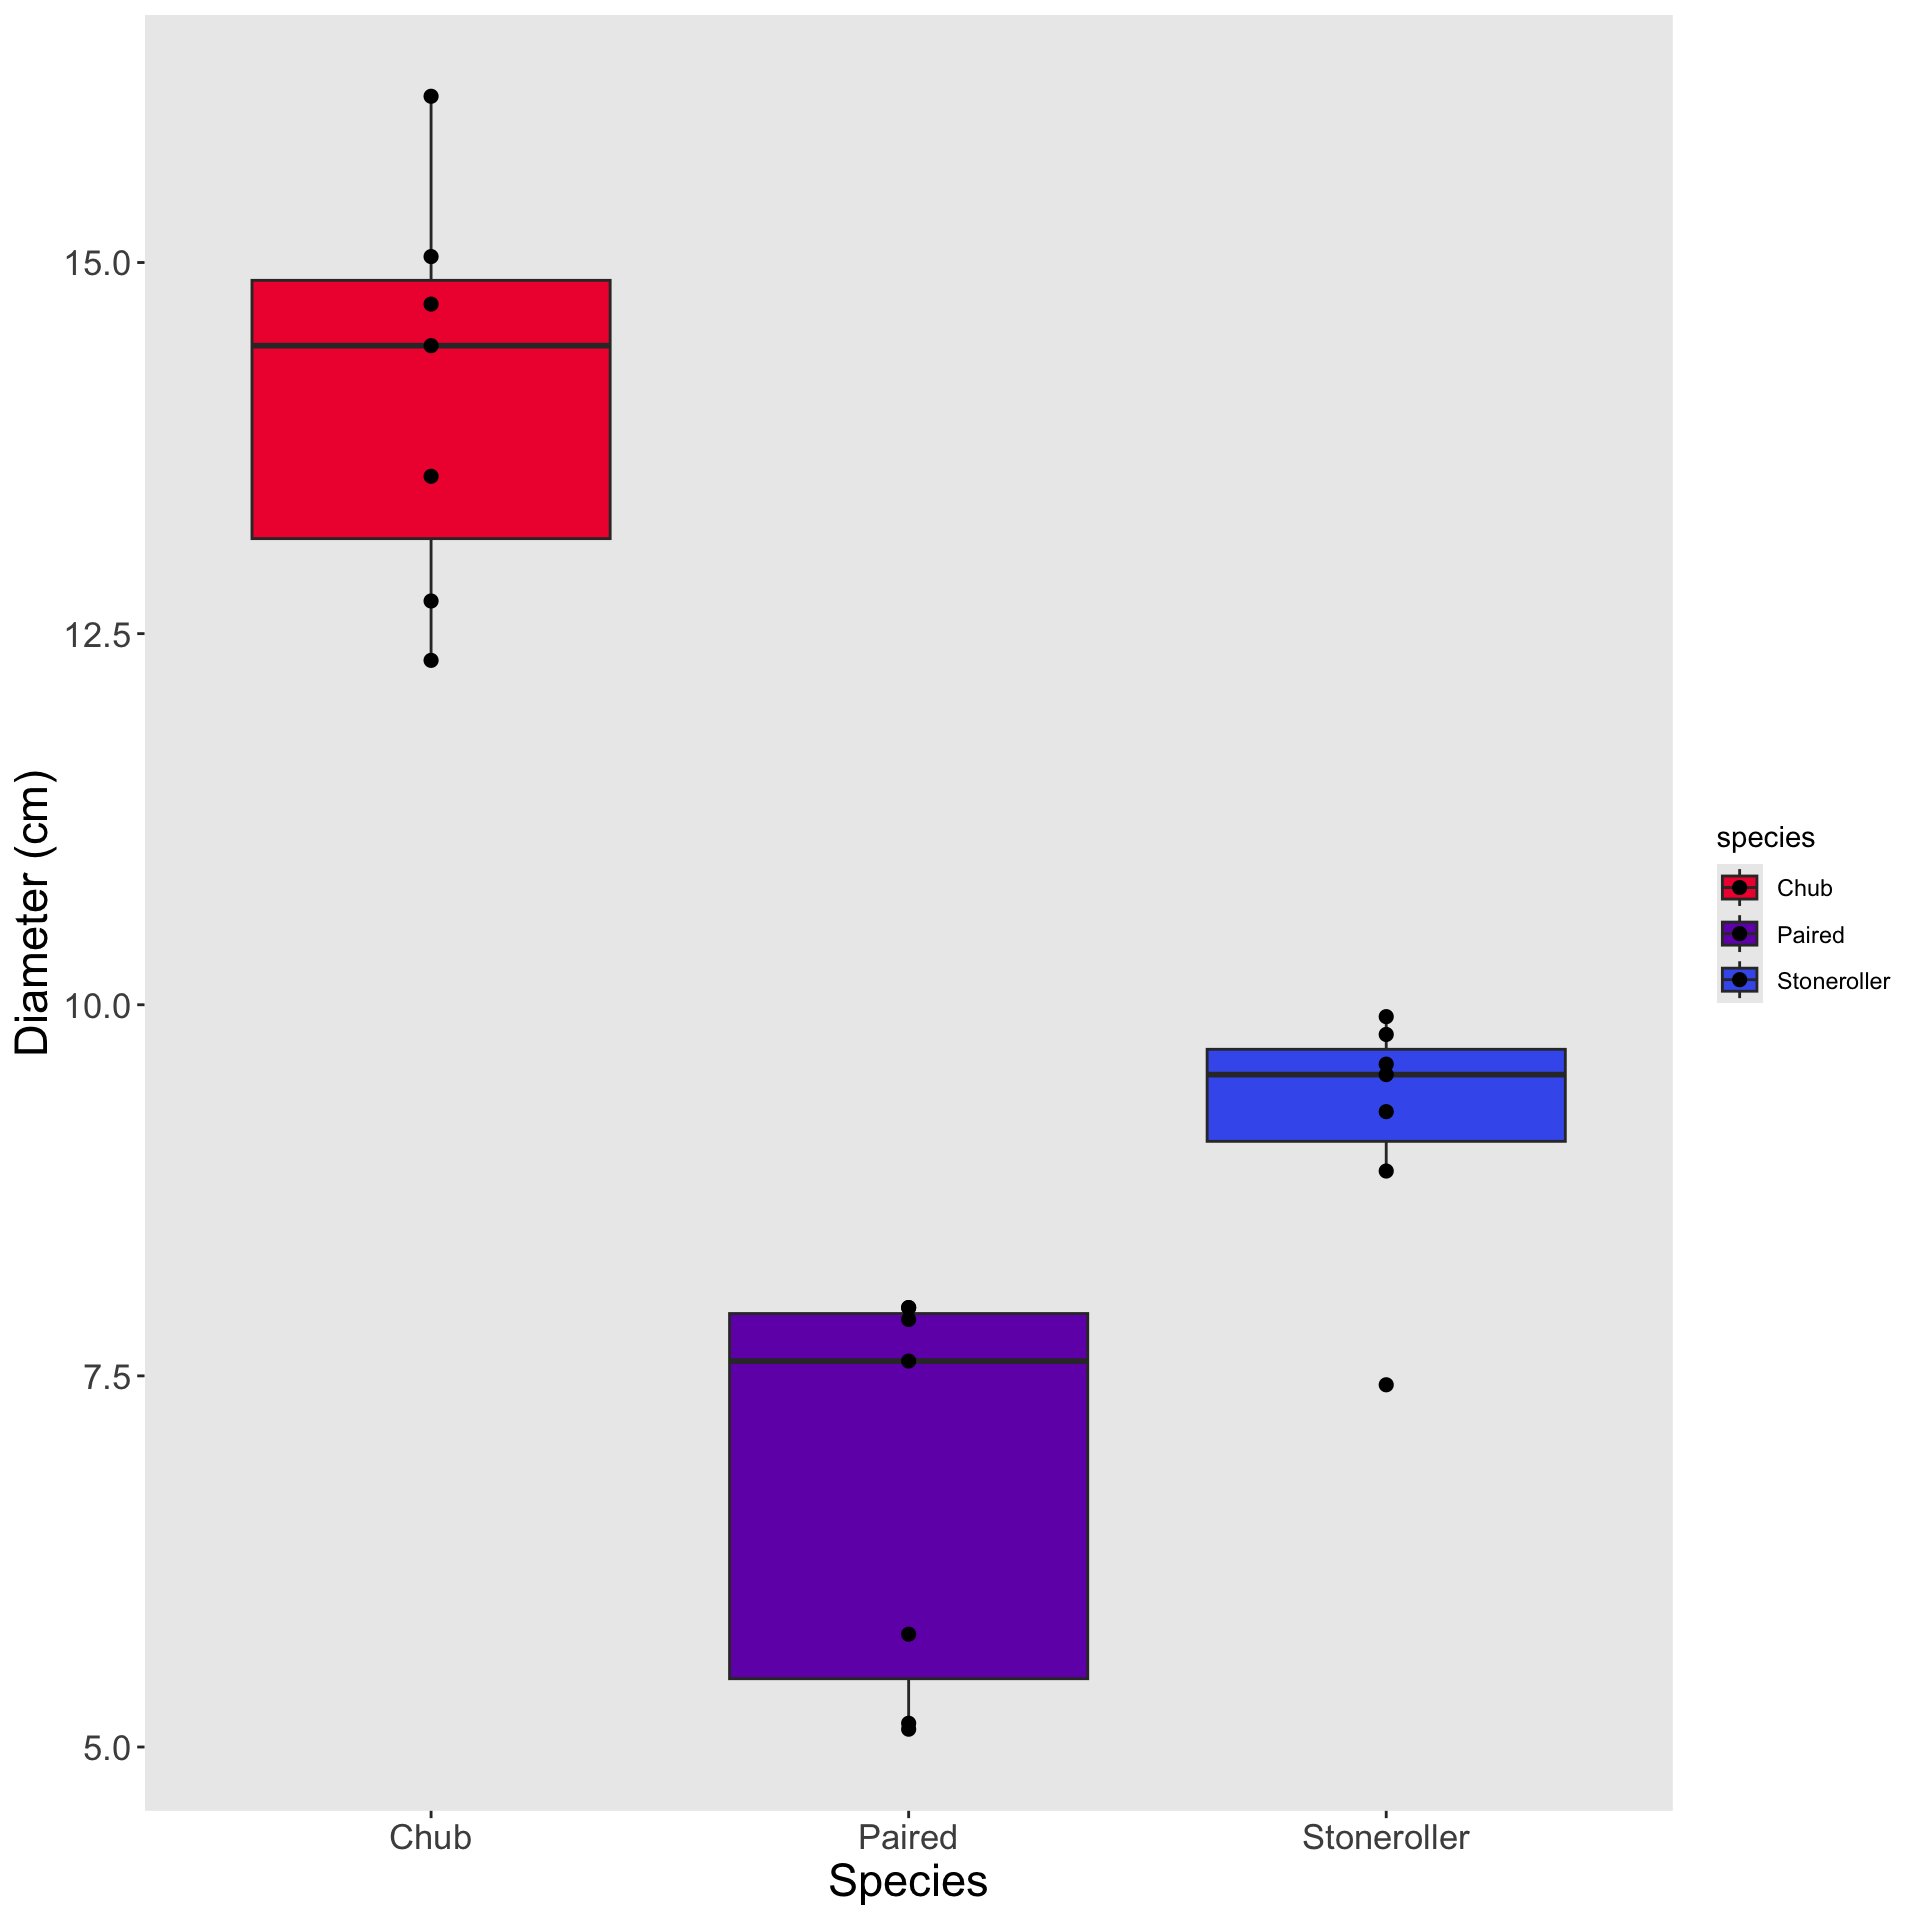 Diameter (cm)
15.0
12.5
10.0
7.5
5.0
Chub
Paired
Stoneroller
Species
species
Chub
Paired
Stoneroller